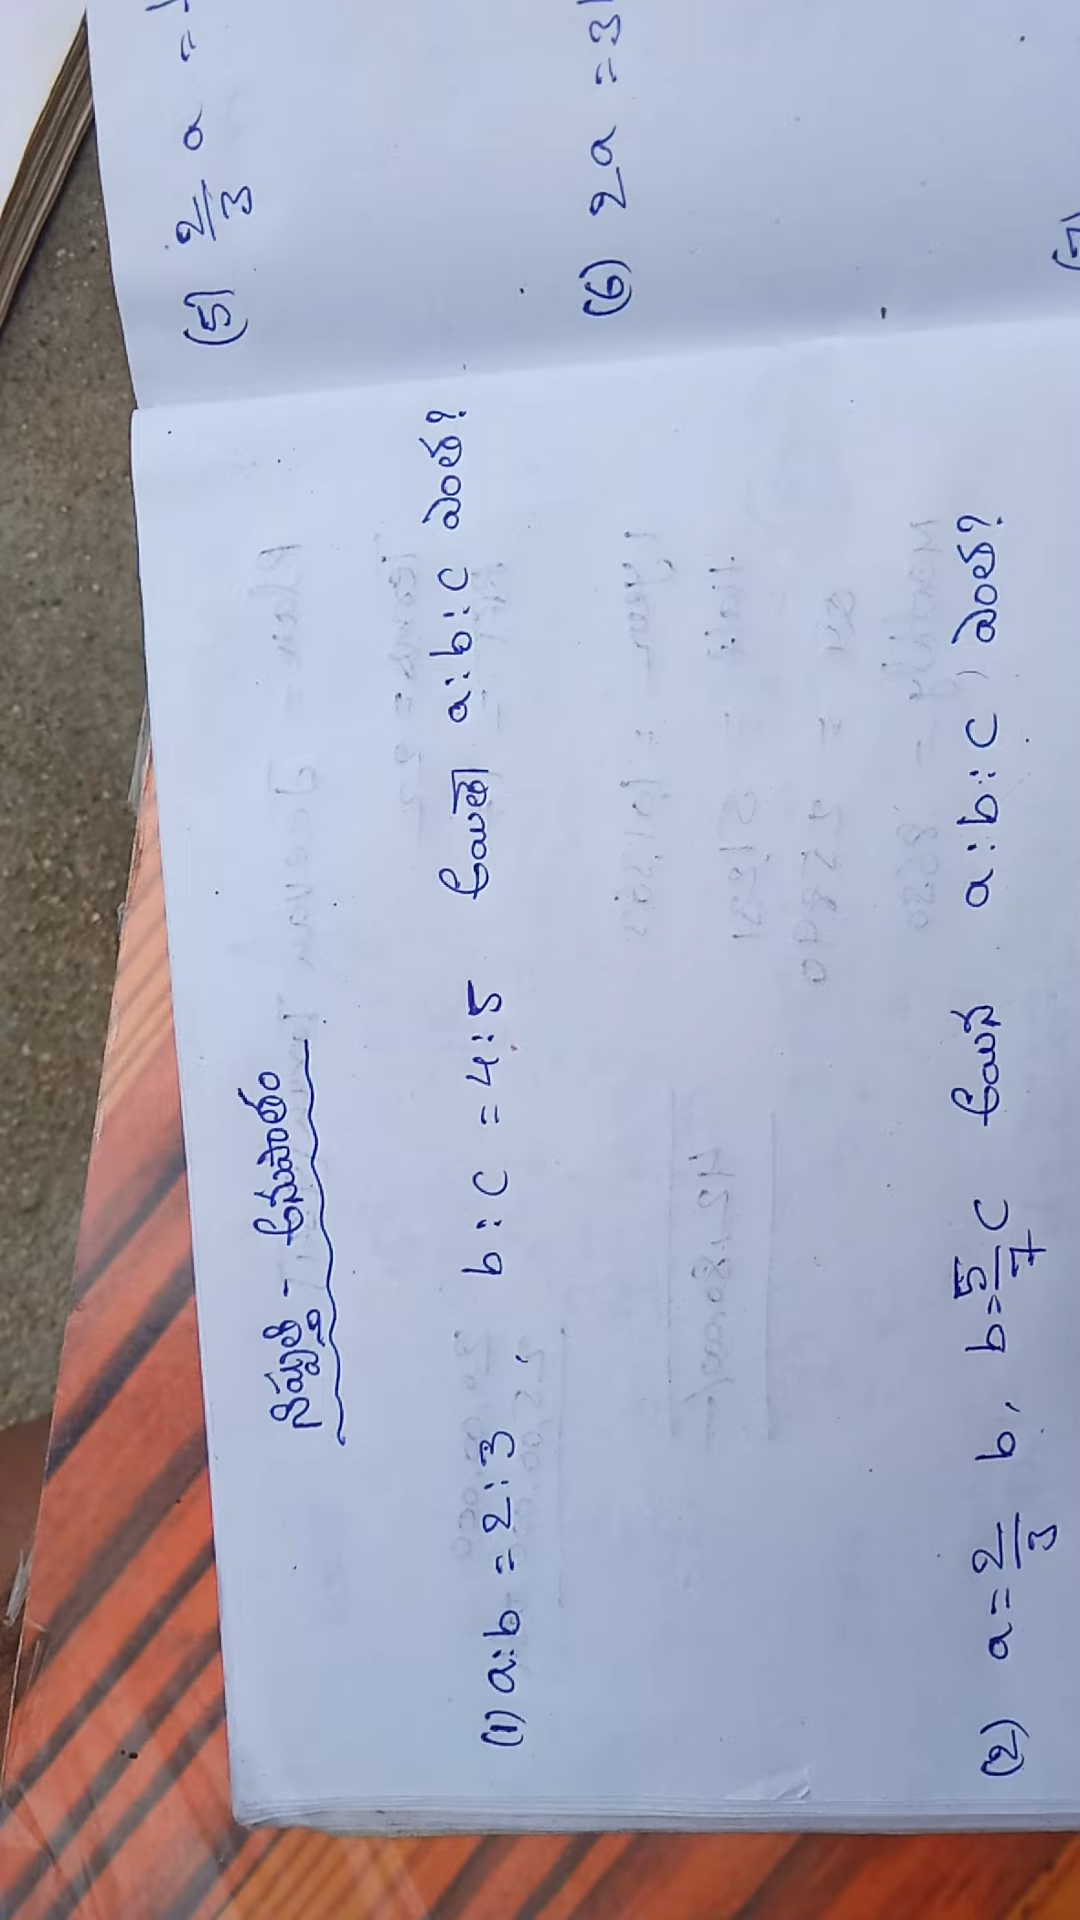 నిష్పత్తి - అనుపాతం
(1) a:b = 2:3, b:c = 4:5 అయితే a:b:c ఎంత?
(2) a = 2/3 b, b = 5/7 c అయిన a:b:c ఎంత?
(5) 2/3 a =
(6) 2a = 3